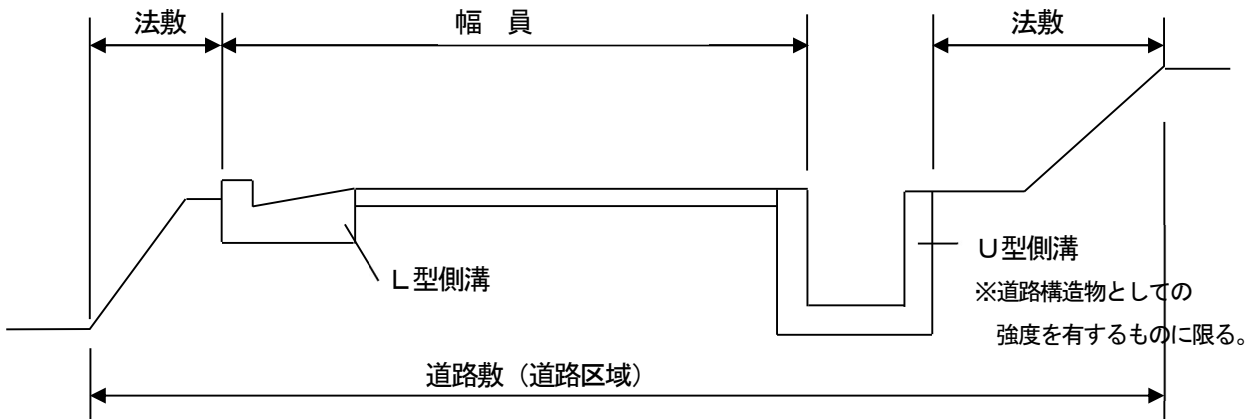 法敷
幅 員
法敷
L型側溝
U型側溝
※道路構造物としての
強度を有するものに限る。
道路敷（道路区域）